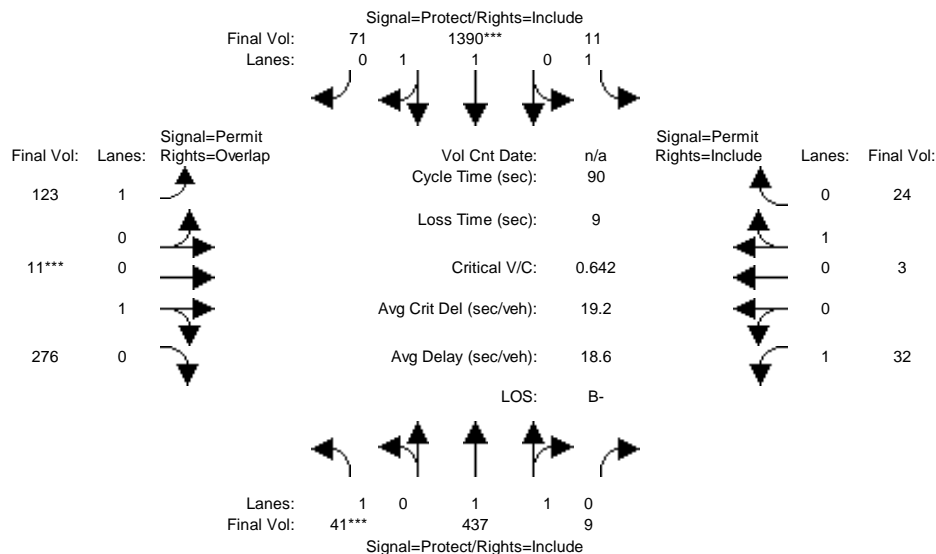 Signal=Protect/Rights=Include
Final Vol: 71 1390*** 11
Lanes: 0 1 1 0 1
Signal=Permit Signal=Permit
Final Vol: Lanes: Rights=Overlap Vol Cnt Date: n/a Rights=Include Lanes: Final Vol:
Cycle Time (sec): 90
123 1 0 24
Loss Time (sec): 9
0 1
11*** 0 Critical V/C: 0.642 0 3
1 Avg Crit Del (sec/veh): 19.2 0
276 0 Avg Delay (sec/veh): 18.6 1 32
LOS: B-
Lanes: 1 0 1 1 0
Final Vol: 41*** 437 9
Signal=Protect/Rights=Include